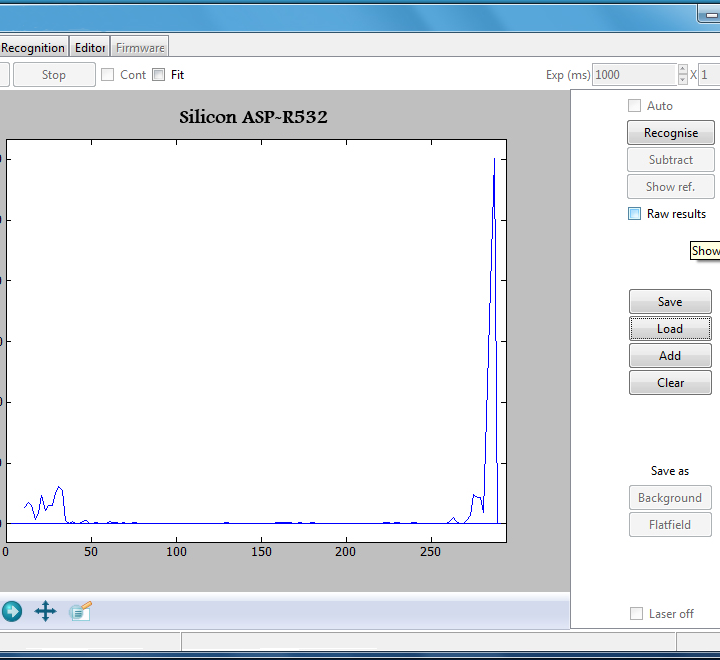 Recognition Editor Firmware
Stop Cont Fit Exp (ms) 1000 X 1
Silicon ASP-R532
Auto
Recognise
Subtract
Show ref.
Raw results
Show
Save
Load
Add
Clear
Save as
Background
Flatfield
0 50 100 150 200 250
Laser off